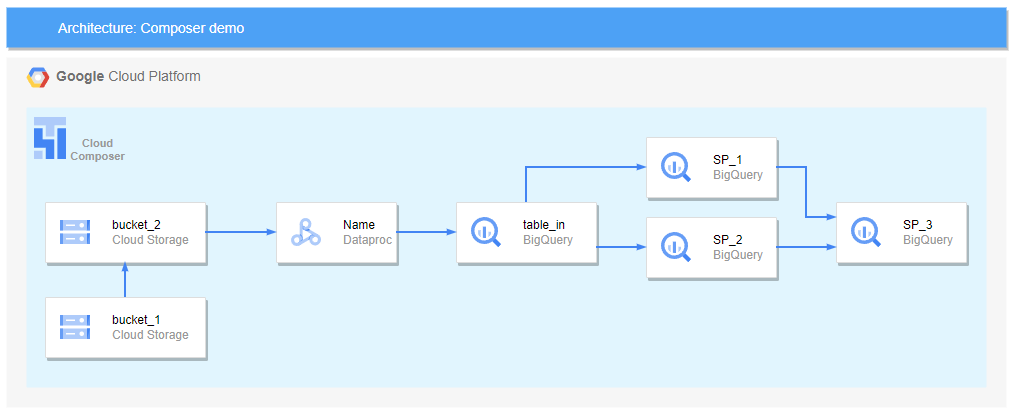 Architecture: Composer demo
Google Cloud Platform
Cloud
Composer
SP_1
BigQuery
bucket_2
Cloud Storage
Name
Dataproc
table_in
BigQuery
SP_2
BigQuery
SP_3
BigQuery
bucket_1
Cloud Storage